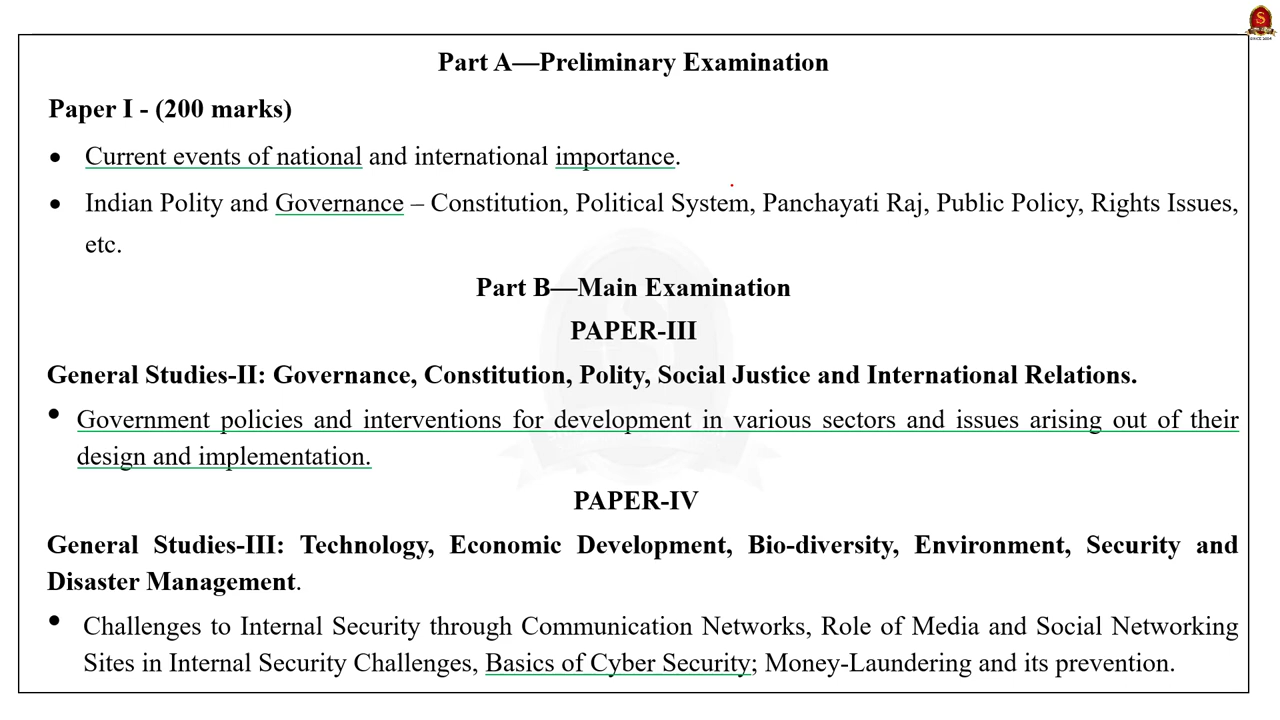 S
SINCE 2004
Part A—Preliminary Examination
Paper I - (200 marks)
• Current events of national and international importance.
• Indian Polity and Governance – Constitution, Political System, Panchayati Raj, Public Policy, Rights Issues,
etc.
Part B—Main Examination
PAPER-III
General Studies-II: Governance, Constitution, Polity, Social Justice and International Relations.
• Government policies and interventions for development in various sectors and issues arising out of their
design and implementation.
PAPER-IV
General Studies-III: Technology, Economic Development, Bio-diversity, Environment, Security and
Disaster Management.
• Challenges to Internal Security through Communication Networks, Role of Media and Social Networking
Sites in Internal Security Challenges, Basics of Cyber Security; Money-Laundering and its prevention.